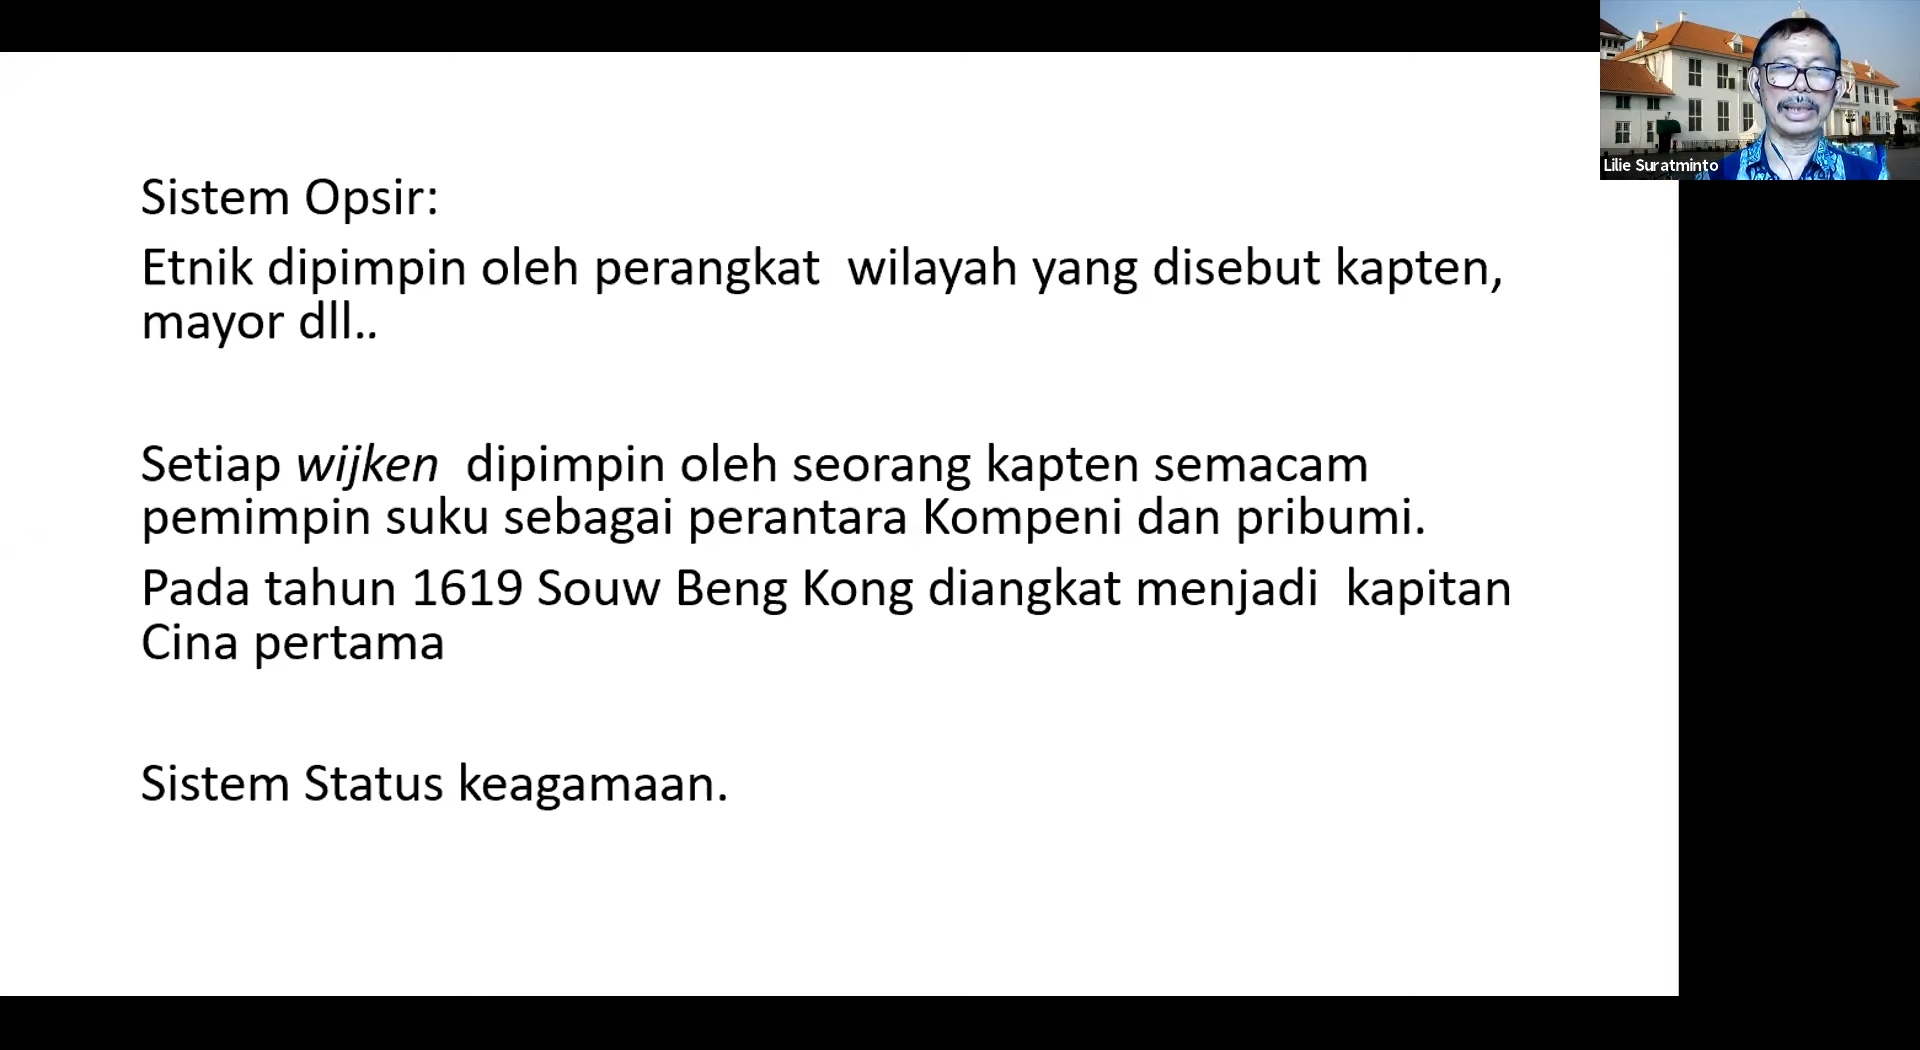 Lilie Suratminto
Sistem Opsir:
Etnik dipimpin oleh perangkat  wilayah yang disebut kapten,
mayor dll..
Setiap wijken  dipimpin oleh seorang kapten semacam
pemimpin suku sebagai perantara Kompeni dan pribumi.
Pada tahun 1619 Souw Beng Kong diangkat menjadi  kapitan
Cina pertama
Sistem Status keagamaan.